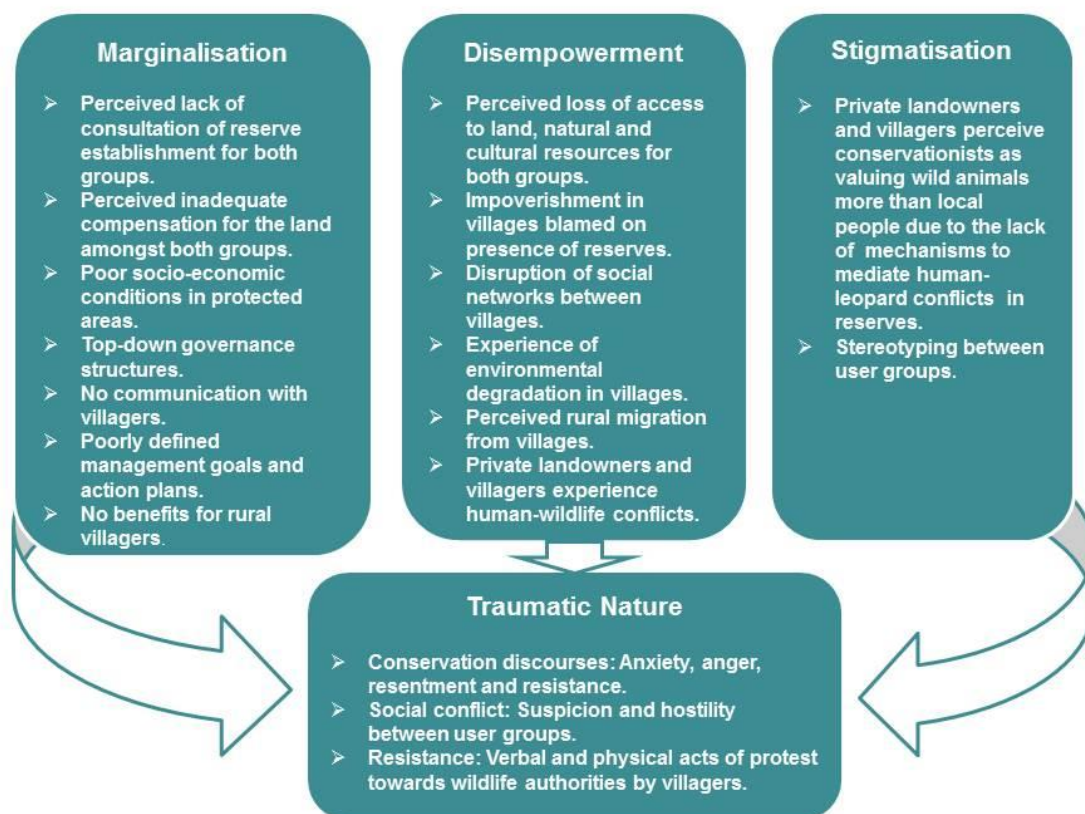 Marginalisation
➢ Perceived lack of
consultation of reserve
establishment for both
groups.
➢ Perceived inadequate
compensation for the land
amongst both groups.
➢ Poor socio-economic
conditions in protected
areas.
➢ Top-down governance
structures.
➢ No communication with
villagers.
➢ Poorly defined
management goals and
action plans.
➢ No benefits for rural
villagers.
Disempowerment
➢ Perceived loss of access
to land, natural and
cultural resources for
both groups.
➢ Impoverishment in
villages blamed on
presence of reserves.
➢ Disruption of social
networks between
villages.
➢ Experience of
environmental
degradation in villages.
➢ Perceived rural migration
from villages.
➢ Private landowners and
villagers experience
human-wildlife conflicts.
Stigmatisation
➢ Private landowners
and villagers perceive
conservationists as
valuing wild animals
more than local
people due to the lack
of mechanisms to
mediate human-
leopard conflicts in
reserves.
➢ Stereotyping between
user groups.
Traumatic Nature
➢ Conservation discourses: Anxiety, anger,
resentment and resistance.
➢ Social conflict: Suspicion and hostility
between user groups.
➢ Resistance: Verbal and physical acts of protest
towards wildlife authorities by villagers.